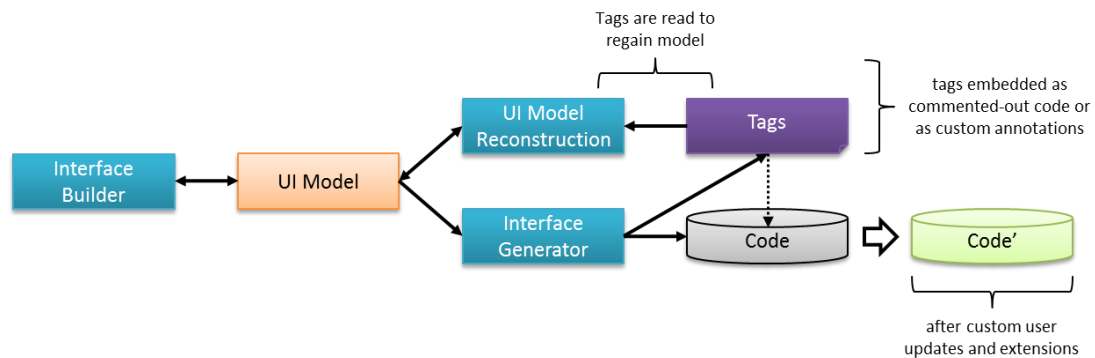 Tags are read to
regain model
tags embedded as
commented-out code or
as custom annotations
UI Model
Reconstruction
Tags
Interface
Builder
UI Model
Interface
Generator
Code
Code’
after custom user
updates and extensions